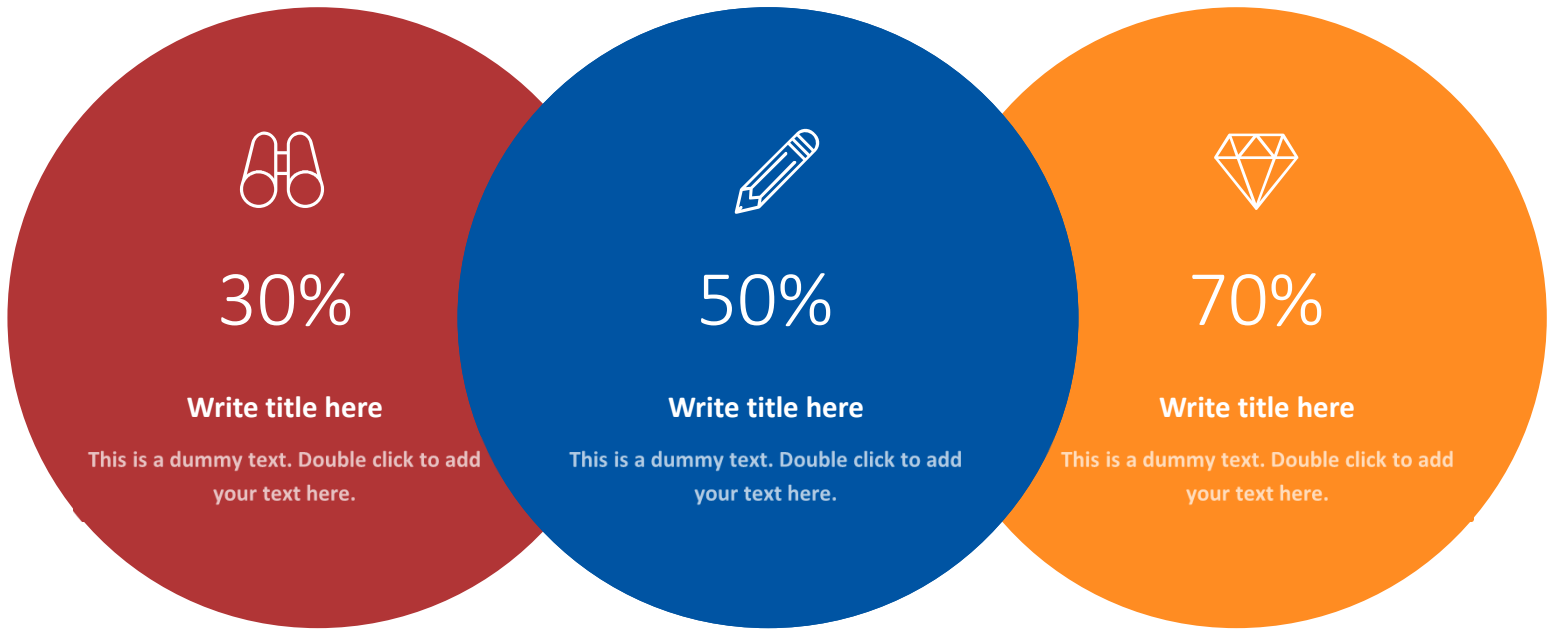 30%
Write title here
This is a dummy text. Double click to add
your text here.
50%
Write title here
This is a dummy text. Double click to add
your text here.
70%
Write title here
This is a dummy text. Double click to add
your text here.